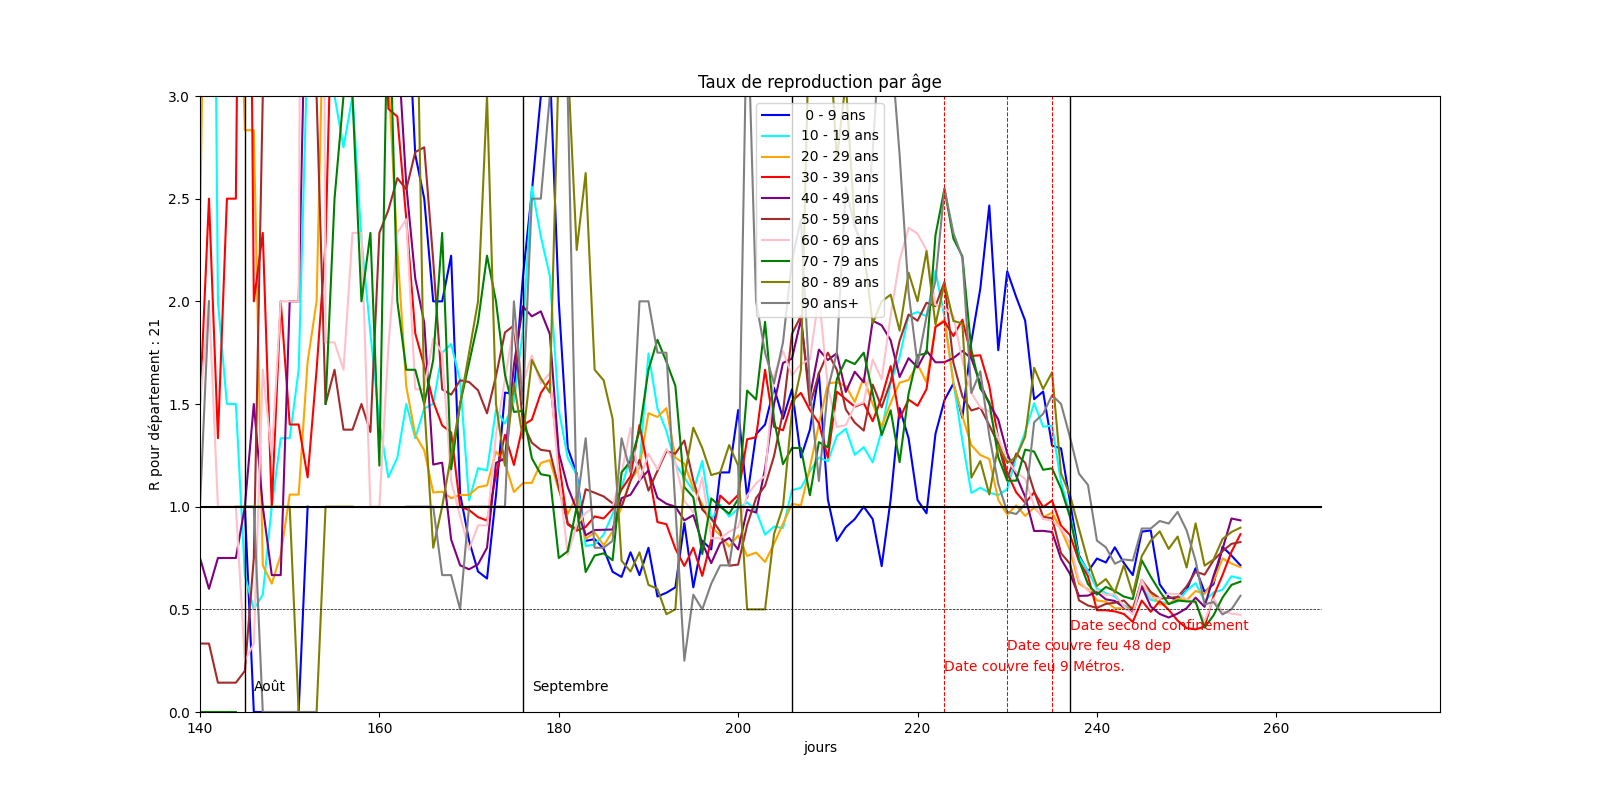 Taux de reproduction par âge
3.0
2.5
2.0
1.5
1.0
0.5
0.0
R pour département : 21
0 - 9 ans
10 - 19 ans
20 - 29 ans
30 - 39 ans
40 - 49 ans
50 - 59 ans
60 - 69 ans
70 - 79 ans
80 - 89 ans
90 ans+
Date second confinement
Date couvre feu 48 dep
Date couvre feu 9 Métros.
Août
Septembre
140
160
180
200
220
240
260
jours